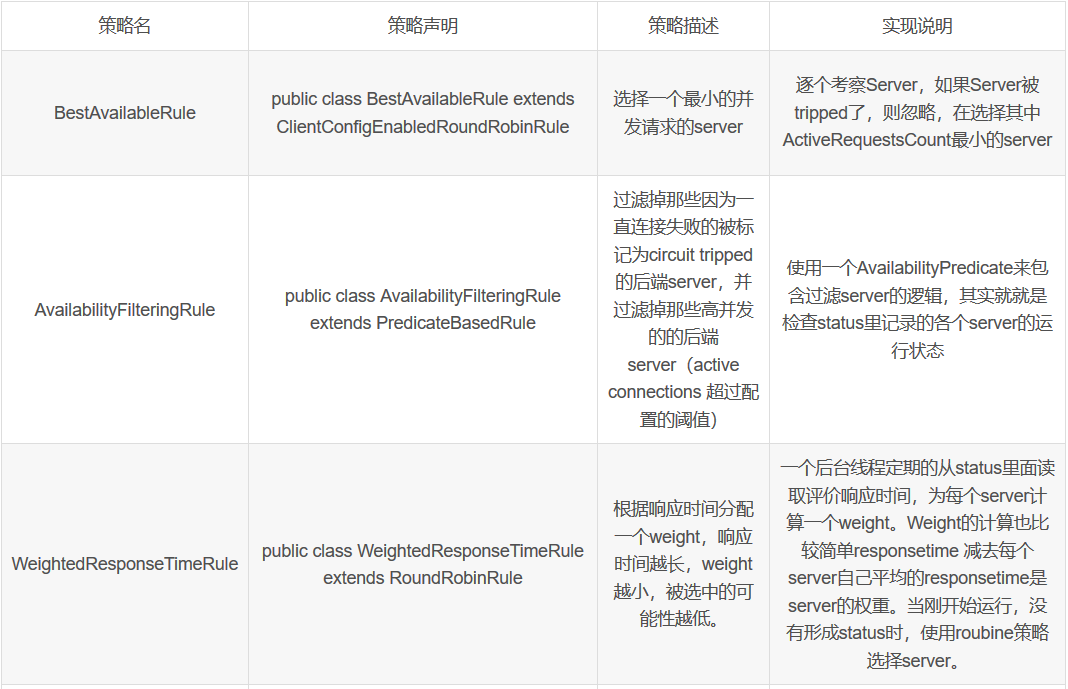 策略名
策略声明
策略描述
实现说明
BestAvailableRule
public class BestAvailableRule extends
ClientConfigEnabledRoundRobinRule
选择一个最小的并
发请求的server
逐个考察Server，如果Server被
tripped了，则忽略，在选择其中
ActiveRequestsCount最小的server
AvailabilityFilteringRule
public class AvailabilityFilteringRule
extends PredicateBasedRule
过滤掉那些因为一
直连接失败的被标
记为circuit tripped
的后端server，并
过滤掉那些高并发
的的后端
server（active
connections 超过配
置的阈值）
使用一个AvailabilityPredicate来包
含过滤server的逻辑，其实就就是
检查status里记录的各个server的运
行状态
WeightedResponseTimeRule
public class WeightedResponseTimeRule
extends RoundRobinRule
根据响应时间分配
一个weight，响应
时间越长，weight
越小，被选中的可
能性越低。
一个后台线程定期的从status里面读
取评价响应时间，为每个server计
算一个weight。Weight的计算也比
较简单responsetime 减去每个
server自己平均的responsetime是
server的权重。当刚开始运行，没
有形成status时，使用roubine策略
选择server。